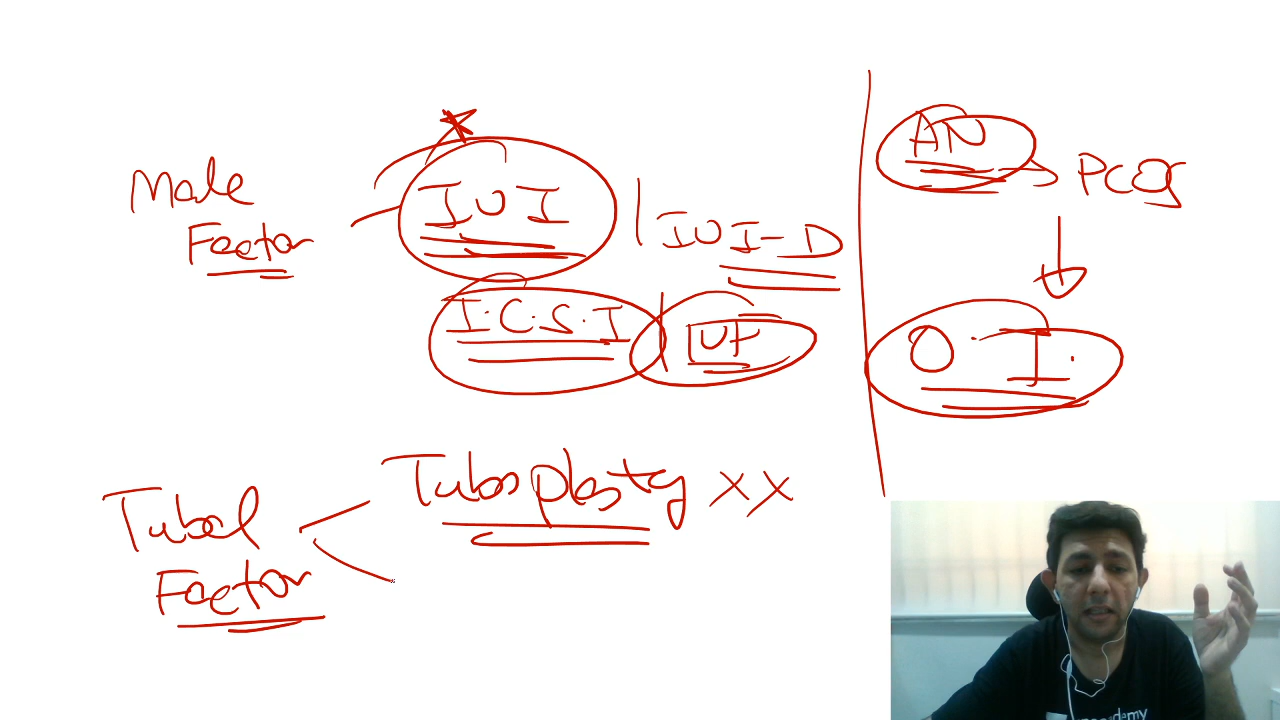 Male
Factor
IUI
IUI-D
I.C.S.I
IVF
AN
PCOS
O.I.
Tuboplasty XX
Tubal
Factor